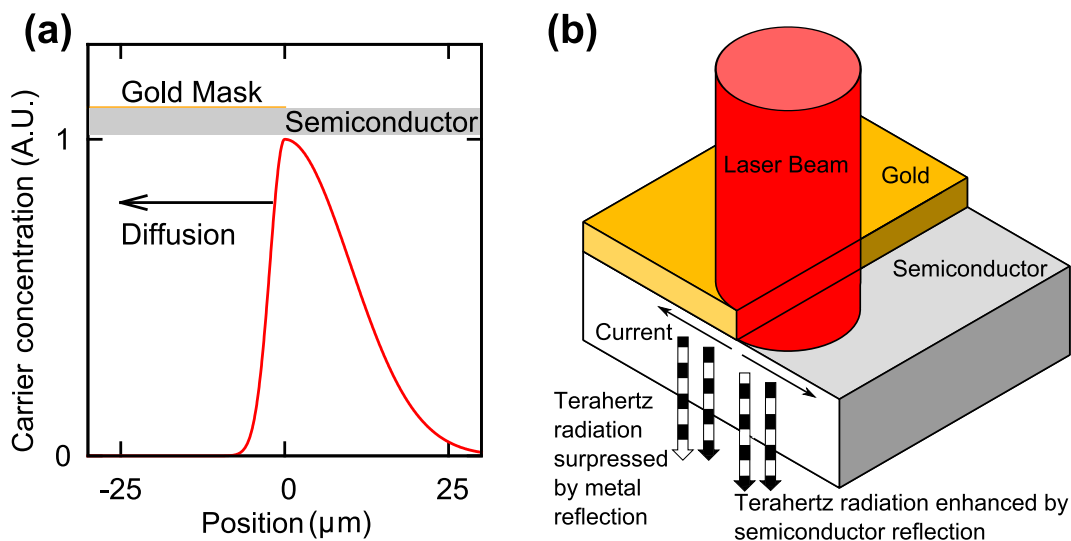 (a)
Carrier concentration (A.U.)
1
0
Gold Mask
Semiconductor
Diffusion
-25
0
25
Position (μm)
(b)
Laser Beam
Gold
Semiconductor
Current
Terahertz
radiation
surpressed
by metal
reflection
Terahertz radiation enhanced by
semiconductor reflection